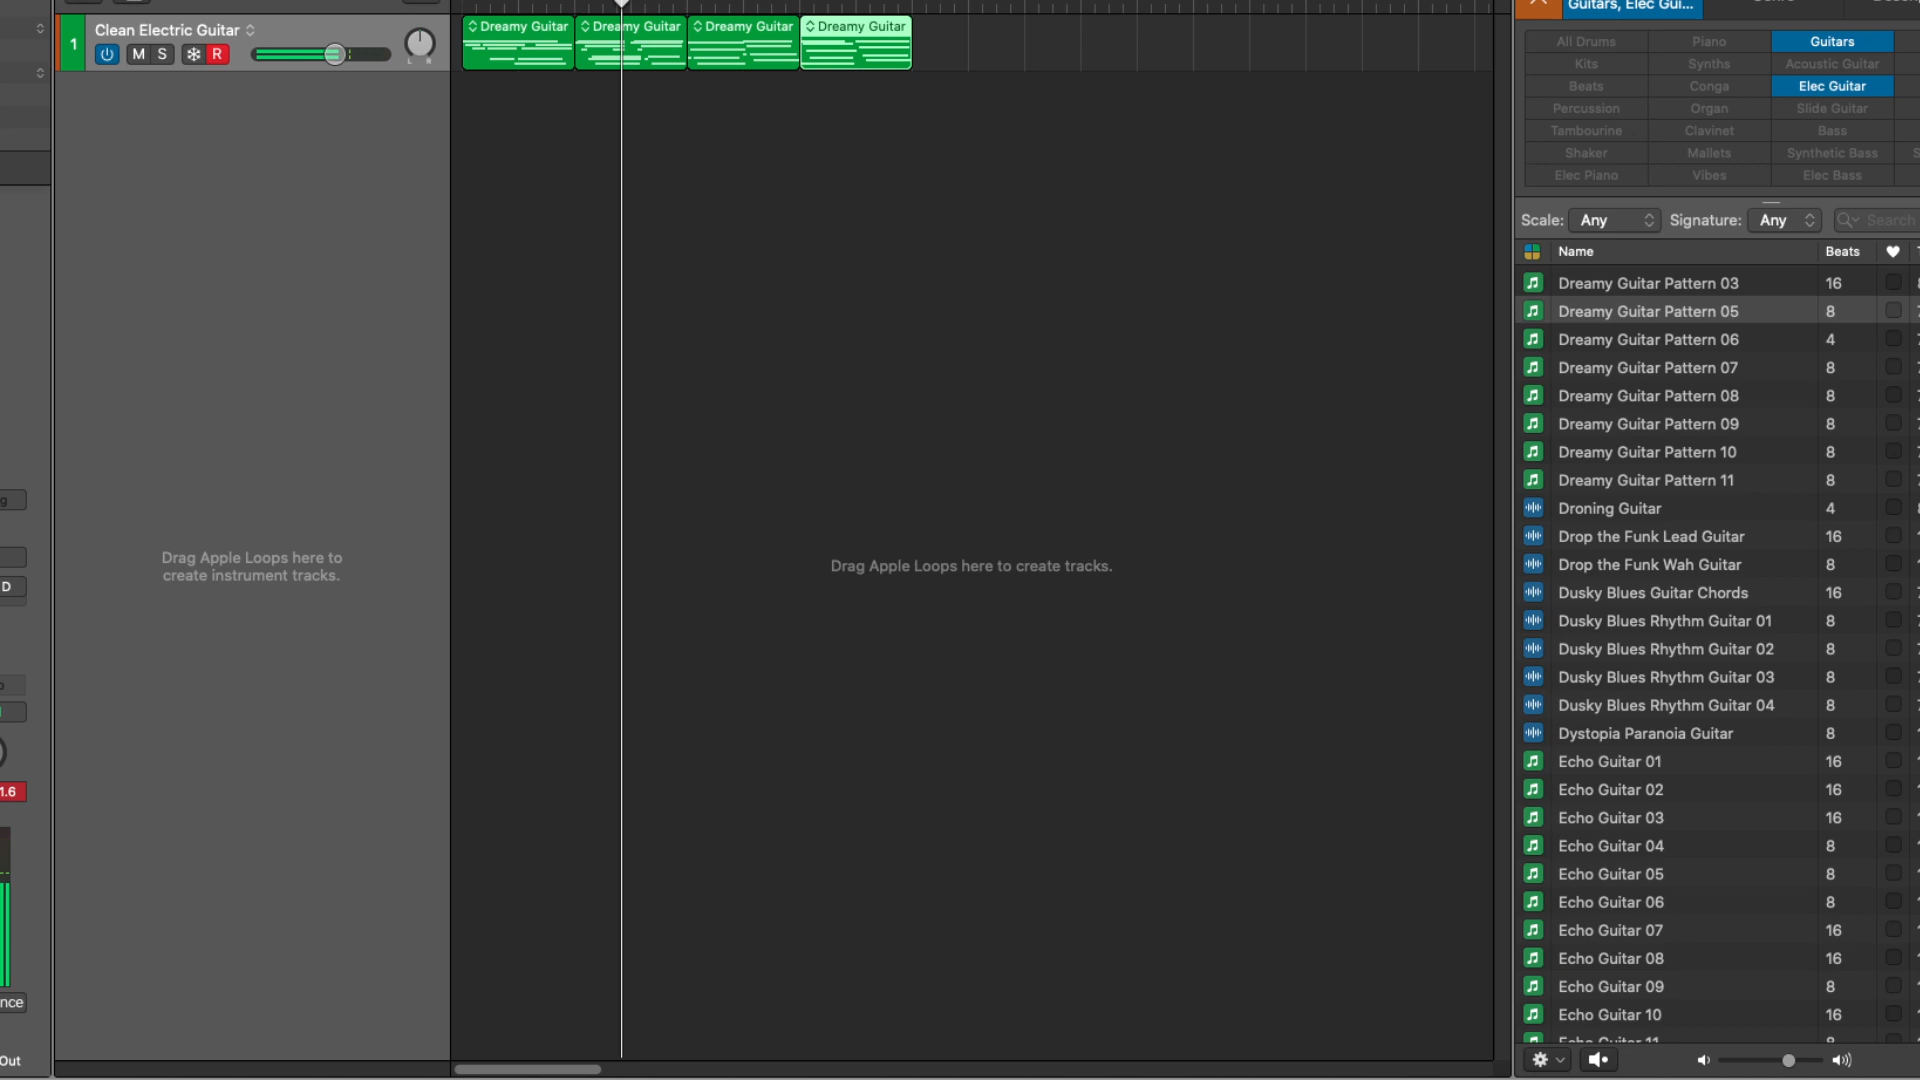 Guitars, Elec Gui...
Clean Electric Guitar
1
M S R
L R
Dreamy Guitar
Dreamy Guitar
Dreamy Guitar
Dreamy Guitar
All Drums Piano Guitars
Kits Synths Acoustic Guitar
Beats Conga Elec Guitar
Percussion Organ Slide Guitar
Tambourine Clavinet Bass
Shaker Mallets Synthetic Bass
Elec Piano Vibes Elec Bass
Scale: Any Signature: Any Search
Name Beats
Dreamy Guitar Pattern 03 16
Dreamy Guitar Pattern 05 8
Dreamy Guitar Pattern 06 4
Dreamy Guitar Pattern 07 8
Dreamy Guitar Pattern 08 8
Dreamy Guitar Pattern 09 8
Dreamy Guitar Pattern 10 8
Dreamy Guitar Pattern 11 8
Droning Guitar 4
Drop the Funk Lead Guitar 16
Drop the Funk Wah Guitar 8
Dusky Blues Guitar Chords 16
Dusky Blues Rhythm Guitar 01 8
Dusky Blues Rhythm Guitar 02 8
Dusky Blues Rhythm Guitar 03 8
Dusky Blues Rhythm Guitar 04 8
Dystopia Paranoia Guitar 8
Echo Guitar 01 16
Echo Guitar 02 16
Echo Guitar 03 16
Echo Guitar 04 8
Echo Guitar 05 8
Echo Guitar 06 8
Echo Guitar 07 16
Echo Guitar 08 16
Echo Guitar 09 8
Echo Guitar 10 16
Echo Guitar 11 8
Drag Apple Loops here to
create instrument tracks.
Drag Apple Loops here to create tracks.
g
D
1.6
nce
Out